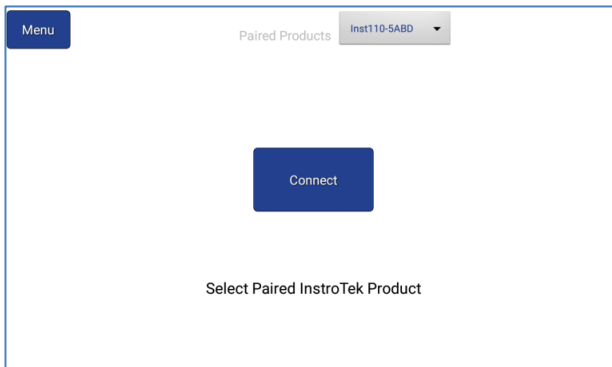 Menu
Paired Products
Inst110-5ABD
Connect
Select Paired InstroTek Product